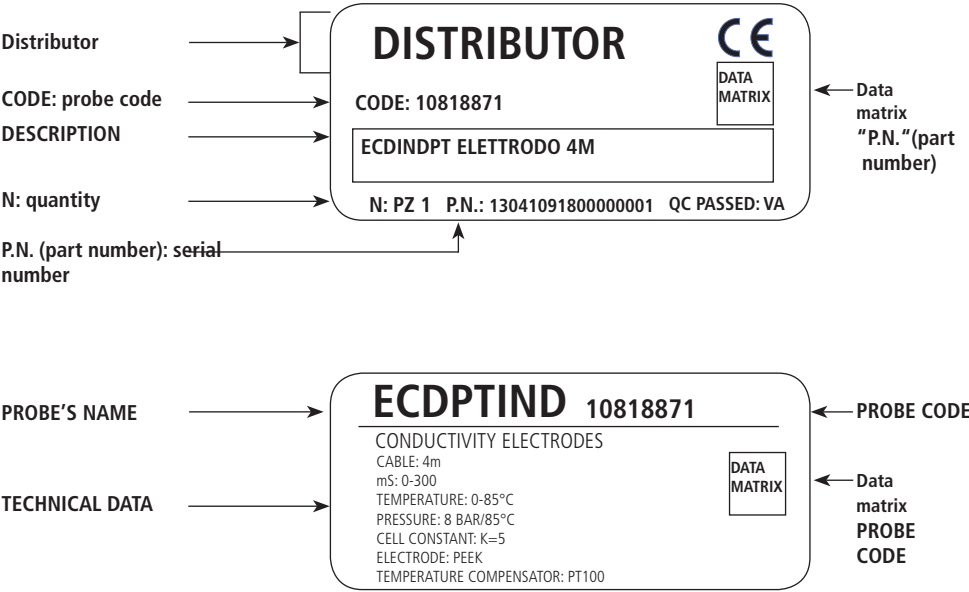 Distributor
DISTRIBUTOR
CE
DATA
MATRIX
Data
matrix
"P.N."(part
number)
CODE: probe code
CODE: 10818871
DESCRIPTION
ECDINDPT ELETTRODO 4M
N: quantity
N: PZ 1 P.N.: 13041091800000001 QC PASSED: VA
P.N. (part number): serial
number
PROBE'S NAME
ECDPTIND 10818871
PROBE CODE
CONDUCTIVITY ELECTRODES
CABLE: 4m
mS: 0-300
TEMPERATURE: 0-85°C
PRESSURE: 8 BAR/85°C
CELL CONSTANT: K=5
ELECTRODE: PEEK
TEMPERATURE COMPENSATOR: PT100
TECHNICAL DATA
DATA
MATRIX
Data
matrix
PROBE
CODE